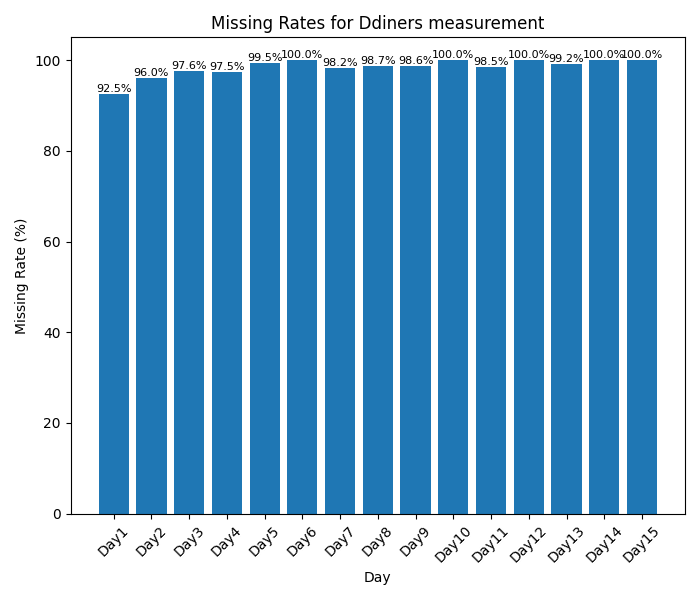 Missing Rates for Ddiners measurement
92.5% 96.0% 97.6% 97.5% 99.5% 100.0% 98.2% 98.7% 98.6% 100.0% 98.5% 100.0% 99.2% 100.0% 100.0%
100
80
60
40
20
0
Missing Rate (%)
Day1 Day2 Day3 Day4 Day5 Day6 Day7 Day8 Day9 Day10 Day11 Day12 Day13 Day14 Day15
Day